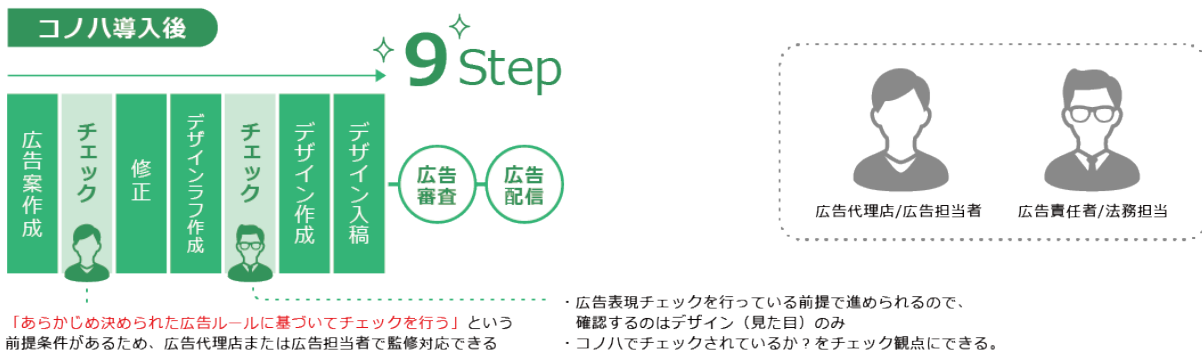 コノハ導入後
9 Step
広告案作成
チェック
修正
デザインラフ作成
チェック
デザイン作成
デザイン入稿
広告
審査
広告
配信
広告代理店/広告担当者
広告責任者/法務担当
「あらかじめ決められた広告ルールに基づいてチェックを行う」という
前提条件があるため、広告代理店または広告担当者で監修対応できる
・広告表現チェックを行っている前提で進められるので、
確認するのはデザイン（見た目）のみ
・コノハでチェックされているか？をチェック観点にできる。